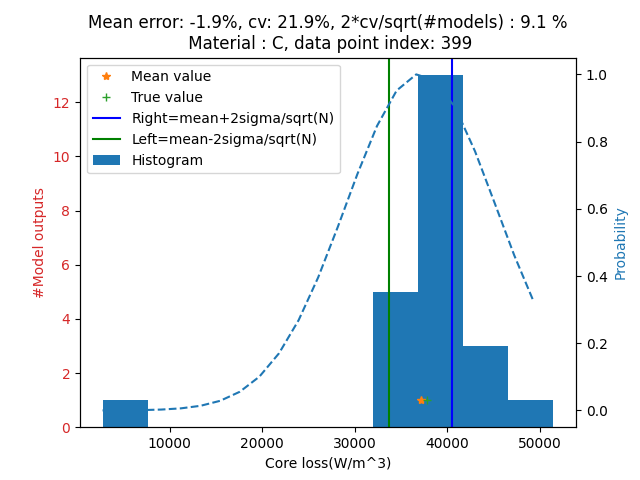 Mean error: -1.9%, cv: 21.9%, 2*cv/sqrt(#models) : 9.1 %
Material : C, data point index: 399
Mean value
True value
Right=mean+2sigma/sqrt(N)
Left=mean-2sigma/sqrt(N)
Histogram
#Model outputs
12
10
8
6
4
2
0
1.0
0.8
0.6
0.4
0.2
0.0
Probability
10000 20000 30000 40000 50000
Core loss(W/m^3)